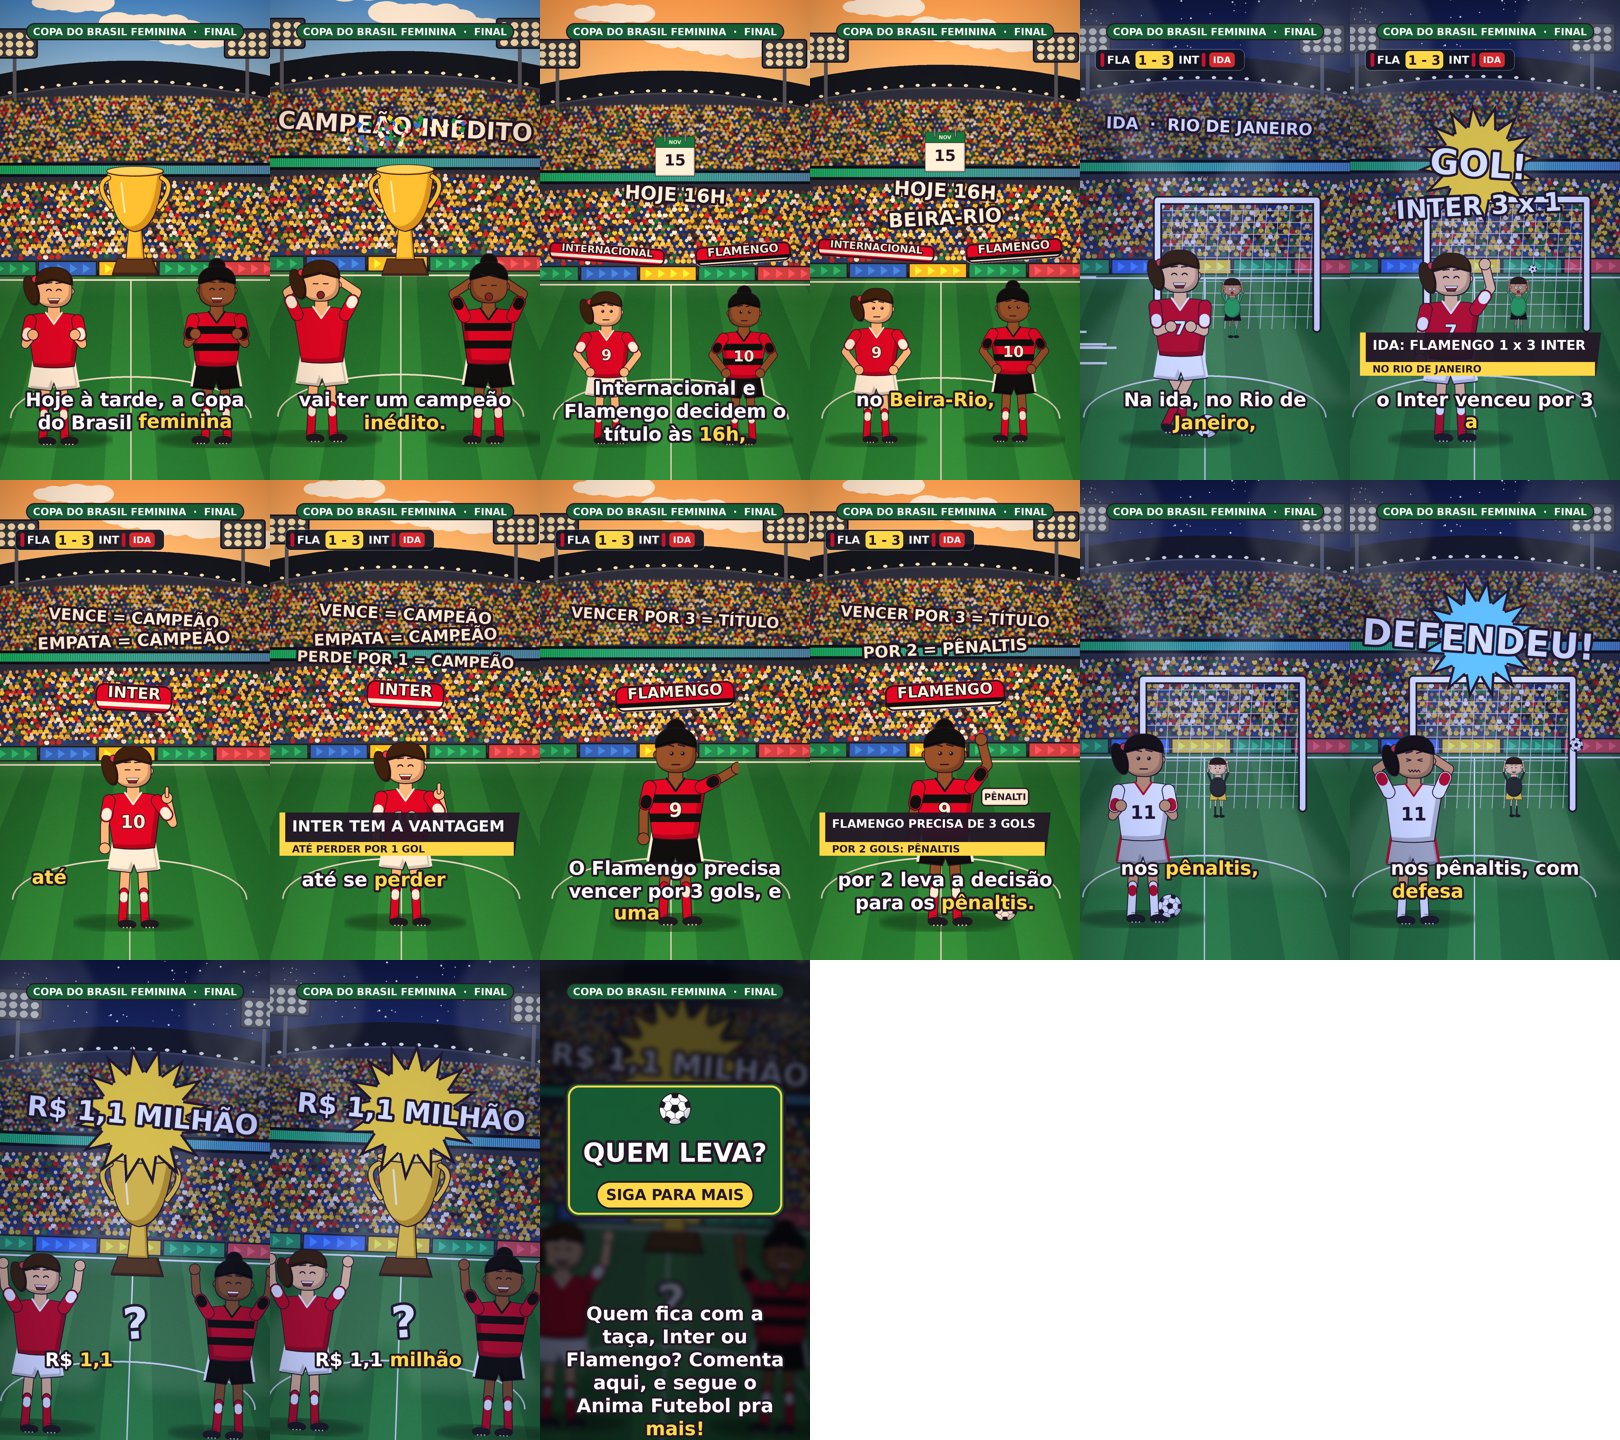 COPA DO BRASIL FEMININA · FINAL
Hoje à tarde, a Copa
do Brasil feminina
COPA DO BRASIL FEMININA · FINAL
CAMPEÃO INÉDITO
vai ter um campeão
inédito.
COPA DO BRASIL FEMININA · FINAL
NOV
15
HOJE 16H
INTERNACIONAL
FLAMENGO
9
10
Internacional e
Flamengo decidem o
título às 16h,
COPA DO BRASIL FEMININA · FINAL
NOV
15
HOJE 16H
BEIRA-RIO
INTERNACIONAL
FLAMENGO
9
10
no Beira-Rio,
COPA DO BRASIL FEMININA · FINAL
FLA 1 - 3 INT IDA
IDA · RIO DE JANEIRO
7
Na ida, no Rio de
Janeiro,
COPA DO BRASIL FEMININA · FINAL
FLA 1 - 3 INT IDA
GOL!
INTER 3 x 1
7
IDA: FLAMENGO 1 x 3 INTER
NO RIO DE JANEIRO
o Inter venceu por 3
a
COPA DO BRASIL FEMININA · FINAL
FLA 1 - 3 INT IDA
VENCE = CAMPEÃO
EMPATA = CAMPEÃO
INTER
10
até
COPA DO BRASIL FEMININA · FINAL
FLA 1 - 3 INT IDA
VENCE = CAMPEÃO
EMPATA = CAMPEÃO
PERDE POR 1 = CAMPEÃO
INTER
INTER TEM A VANTAGEM
ATÉ PERDER POR 1 GOL
até se perder
COPA DO BRASIL FEMININA · FINAL
FLA 1 - 3 INT IDA
VENCER POR 3 = TÍTULO
FLAMENGO
9
O Flamengo precisa
vencer por 3 gols, e
uma
COPA DO BRASIL FEMININA · FINAL
FLA 1 - 3 INT IDA
VENCER POR 3 = TÍTULO
POR 2 = PÊNALTIS
FLAMENGO
PÊNALTI
9
FLAMENGO PRECISA DE 3 GOLS
POR 2 GOLS: PÊNALTIS
por 2 leva a decisão
para os pênaltis.
COPA DO BRASIL FEMININA · FINAL
11
nos pênaltis,
COPA DO BRASIL FEMININA · FINAL
DEFENDEU!
11
nos pênaltis, com
defesa
COPA DO BRASIL FEMININA · FINAL
R$ 1,1 MILHÃO
?
R$ 1,1
COPA DO BRASIL FEMININA · FINAL
R$ 1,1 MILHÃO
?
R$ 1,1 milhão
COPA DO BRASIL FEMININA · FINAL
R$ 1,1 MILHÃO
QUEM LEVA?
SIGA PARA MAIS
?
Quem fica com a
taça, Inter ou
Flamengo? Comenta
aqui, e segue o
Anima Futebol pra
mais!